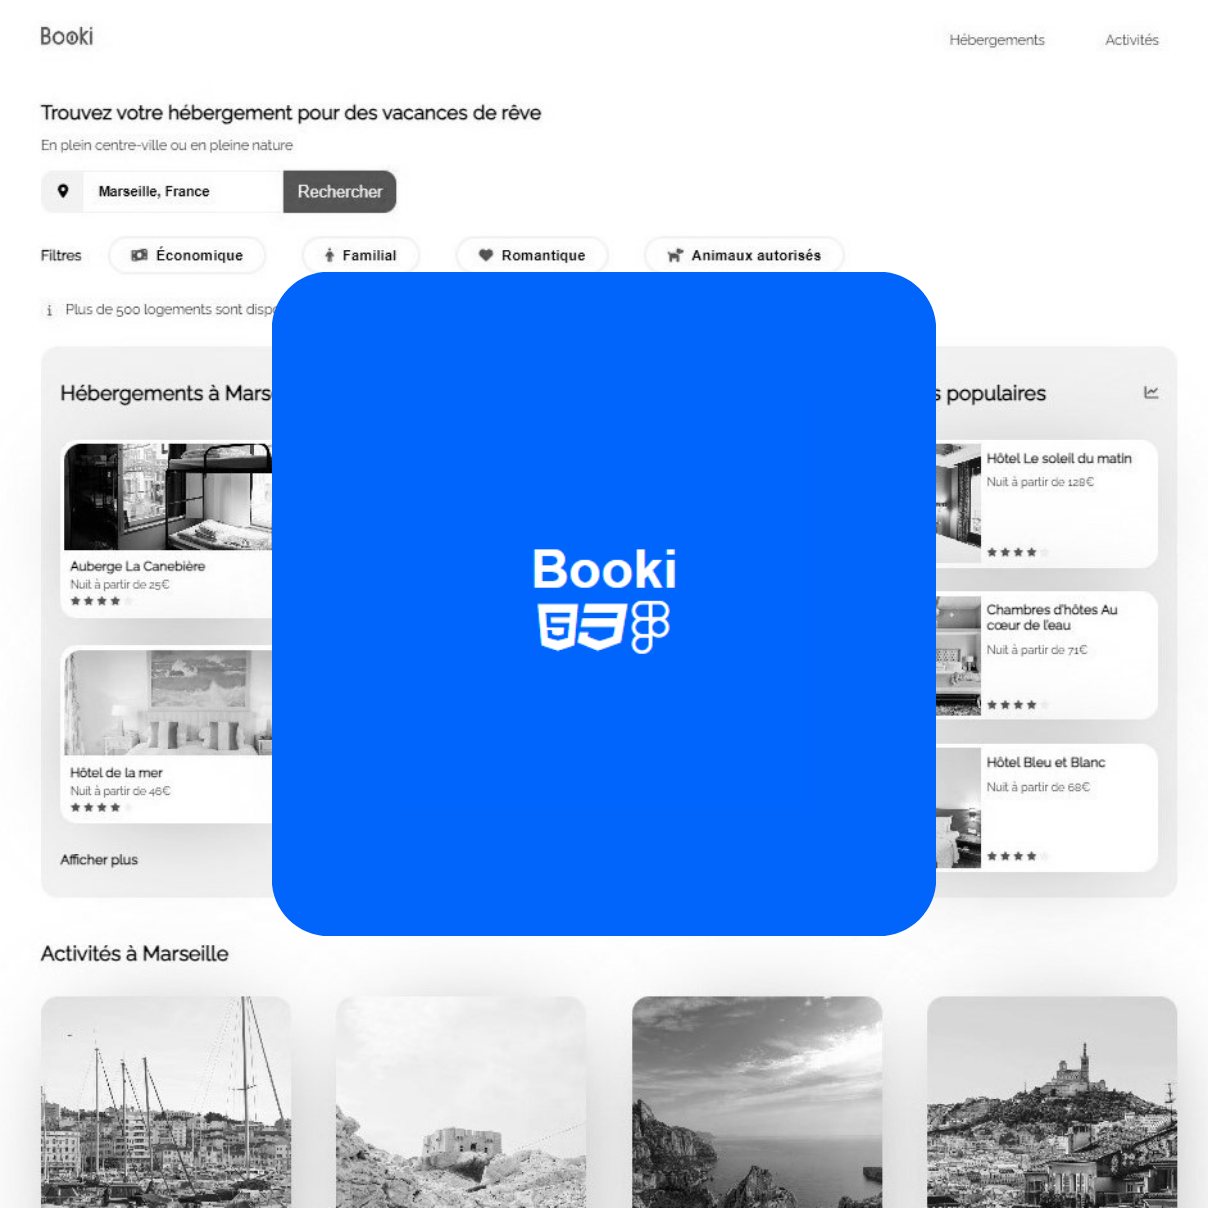 Booki
Hébergements
Activités
Trouvez votre hébergement pour des vacances de rêve
En plein centre-ville ou en pleine nature
Marseille, France
Rechercher
Filtres
Économique
Familial
Romantique
Animaux autorisés
Plus de 500 logements sont
Hébergements à
populaires
Auberge La Canebière
Nuit à partir de 25€
Hôtel de la mer
Nuit à partir de 46€
Afficher plus
Booki
Hôtel Le soleil du matin
Nuit à partir de 128€
Chambres d'hôtes Au
cœur de l'eau
Nuit à partir de 71€
Hôtel Bleu et Blanc
Nuit à partir de 68€
Activités à Marseille